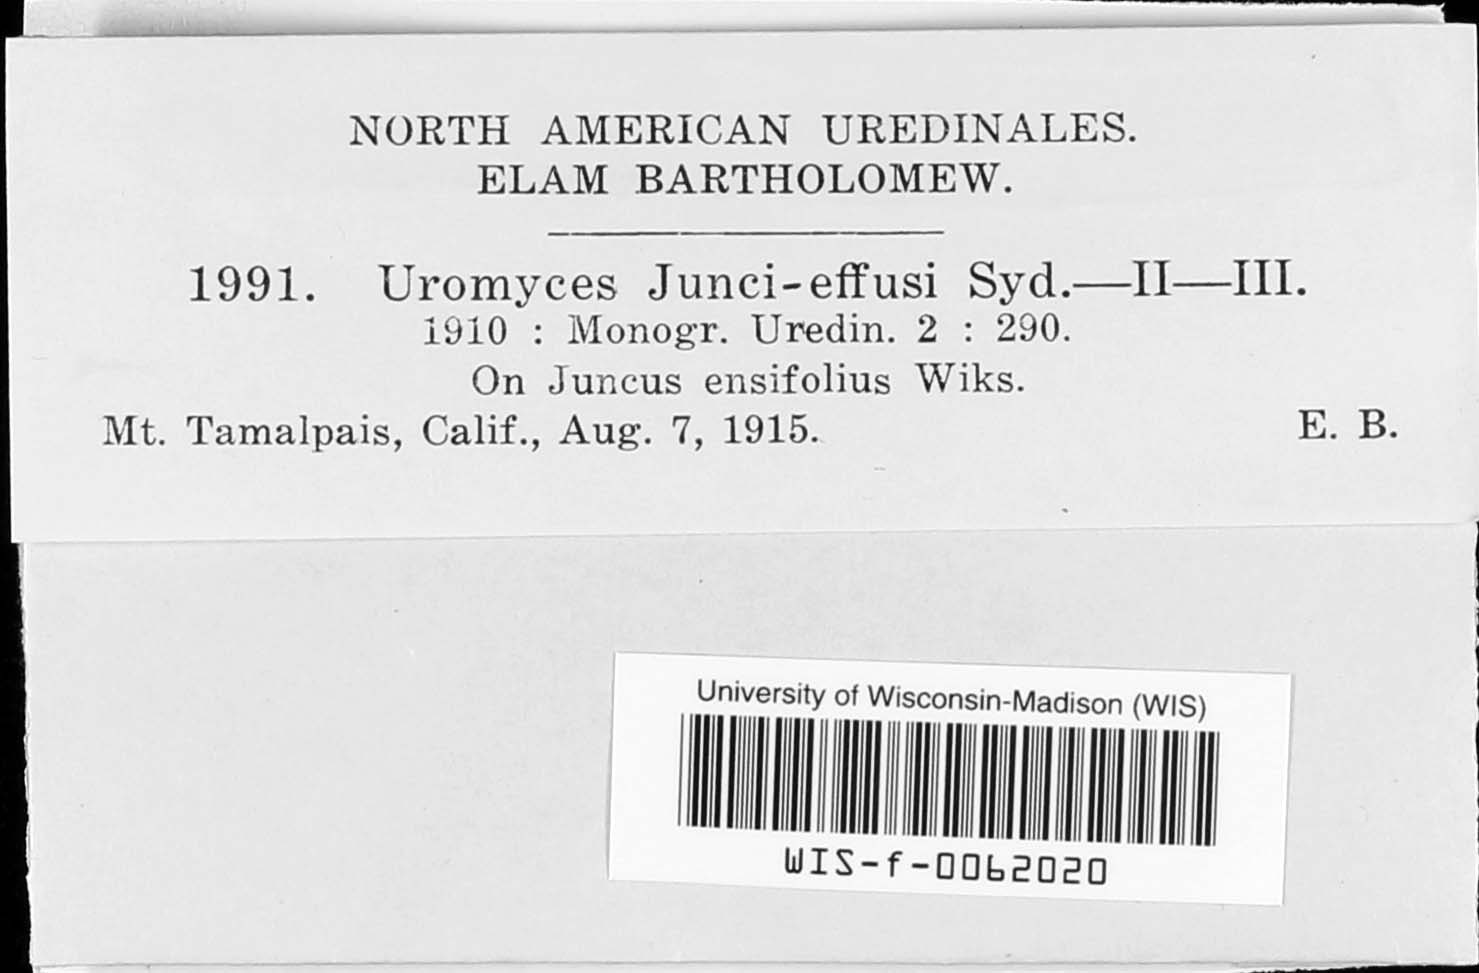 NORTH AMERICAN UREDINALES.
ELAM BARTHOLOMEW.
1991. Uromyces Junci-effusi Syd.—II—III.
1910 : Monogr. Uredin. 2 : 290.
On Juncus ensifolius Wiks.
Mt. Tamalpais, Calif., Aug. 7, 1915. E. B.
University of Wisconsin-Madison (WIS)
WIS-f-0062020